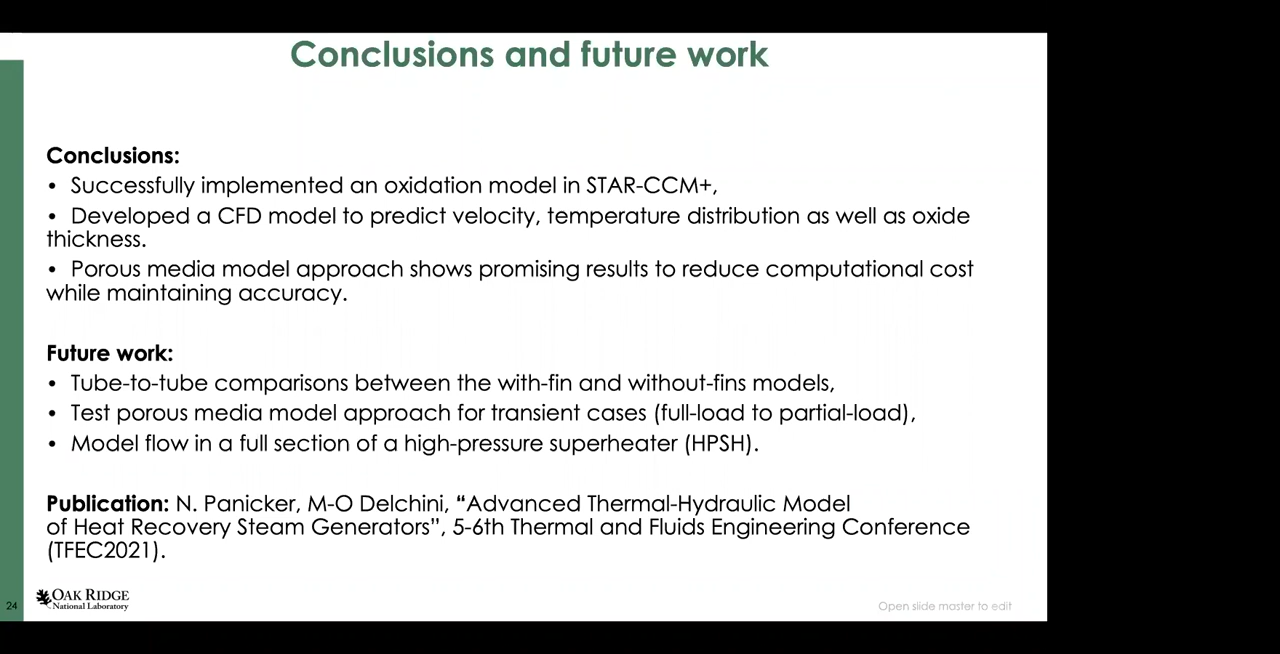 Conclusions and future work
Conclusions:
• Successfully implemented an oxidation model in STAR-CCM+,
• Developed a CFD model to predict velocity, temperature distribution as well as oxide
thickness.
• Porous media model approach shows promising results to reduce computational cost
while maintaining accuracy.
Future work:
• Tube-to-tube comparisons between the with-fin and without-fins models,
• Test porous media model approach for transient cases (full-load to partial-load),
• Model flow in a full section of a high-pressure superheater (HPSH).
Publication: N. Panicker, M-O Delchini, “Advanced Thermal-Hydraulic Model
of Heat Recovery Steam Generators”, 5-6th Thermal and Fluids Engineering Conference
(TFEC2021).
24
OAK RIDGE
National Laboratory
Open slide master to edit